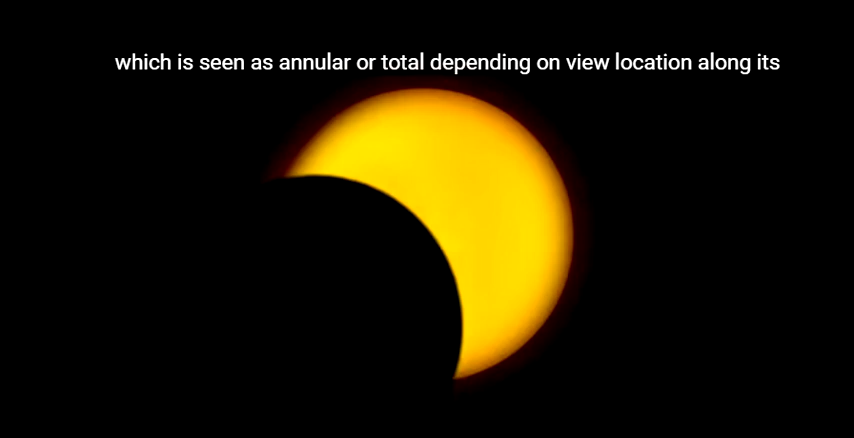 which is seen as annular or total depending on view location along its